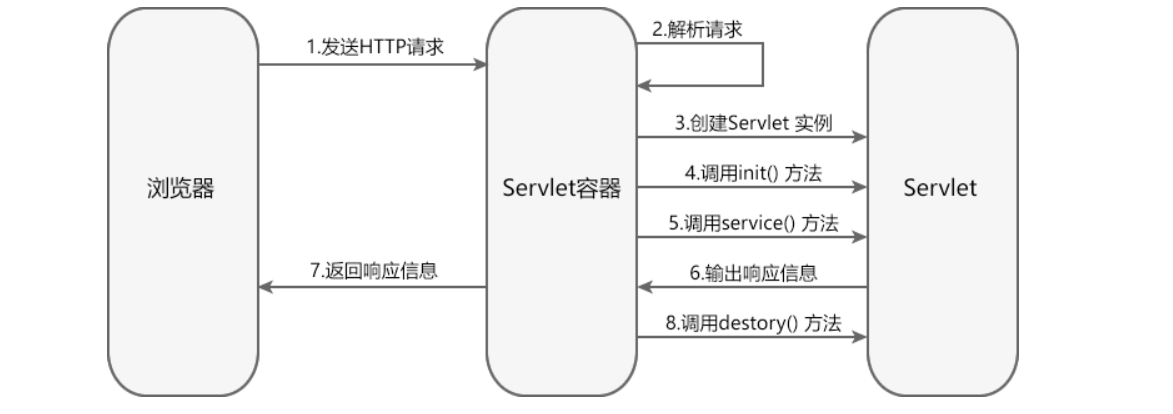 1.发送HTTP请求
2.解析请求
3.创建Servlet 实例
浏览器
Servlet容器
Servlet
4.调用init() 方法
5.调用service() 方法
7.返回响应信息
6.输出响应信息
8.调用destory() 方法